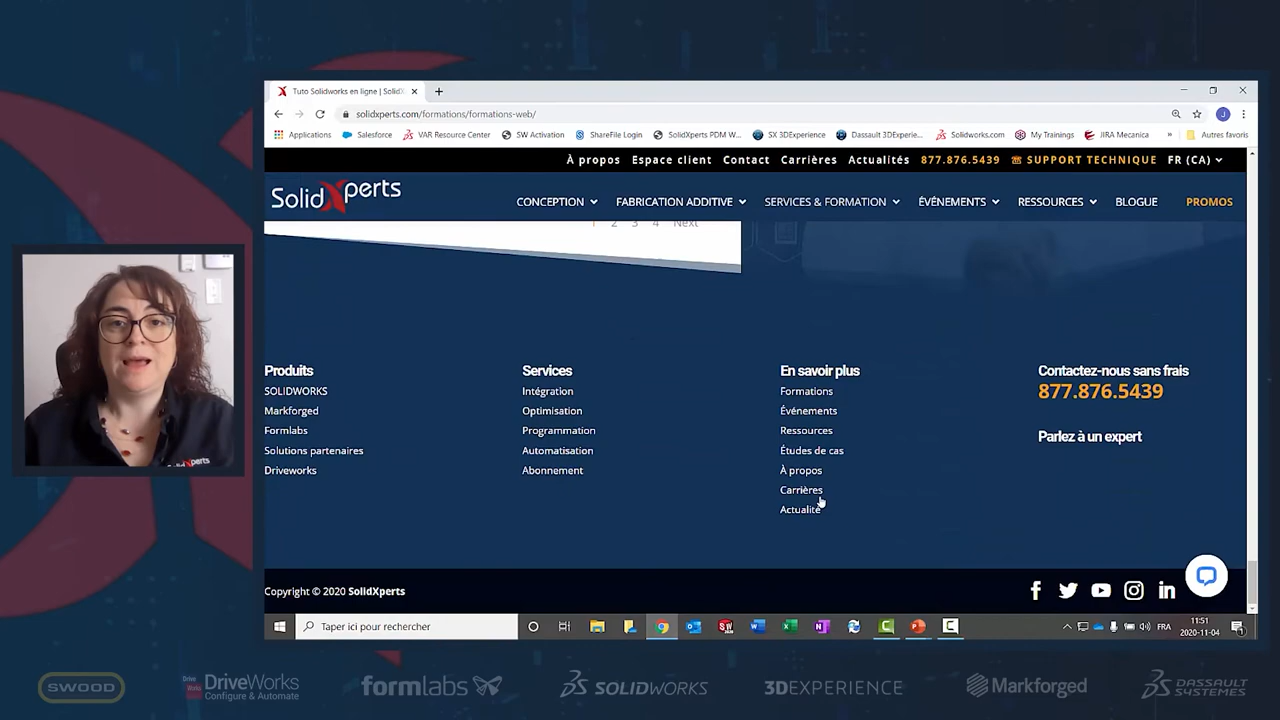 Tuto Solidworks en ligne | SolidX
solidxperts.com/formations/formations-web/
Applications Salesforce VAR Resource Center SW Activation ShareFile Login SolidXperts PDM W... SX 3DExperience Dassault 3DExperie... Solidworks.com My Trainings JIRA Mecanica » Autres favoris
À propos Espace client Contact Carrières Actualités 877.876.5439 SUPPORT TECHNIQUE FR (CA)
SolidXperts CONCEPTION FABRICATION ADDITIVE SERVICES & FORMATION ÉVÉNEMENTS RESSOURCES BLOGUE PROMOS
1 2 3 4 Next
Produits
SOLIDWORKS
Markforged
Formlabs
Solutions partenaires
Driveworks
Services
Intégration
Optimisation
Programmation
Automatisation
Abonnement
En savoir plus
Formations
Événements
Ressources
Études de cas
À propos
Carrières
Actualité
Contactez-nous sans frais
877.876.5439
Parlez à un expert
SolidXperts
Copyright © 2020 SolidXperts
Taper ici pour rechercher
FRA
11:51
2020-11-04
SWOOD
DriveWorks
Configure & Automate
formlabs
SOLIDWORKS
3DEXPERIENCE
Markforged
DASSAULT
SYSTEMES